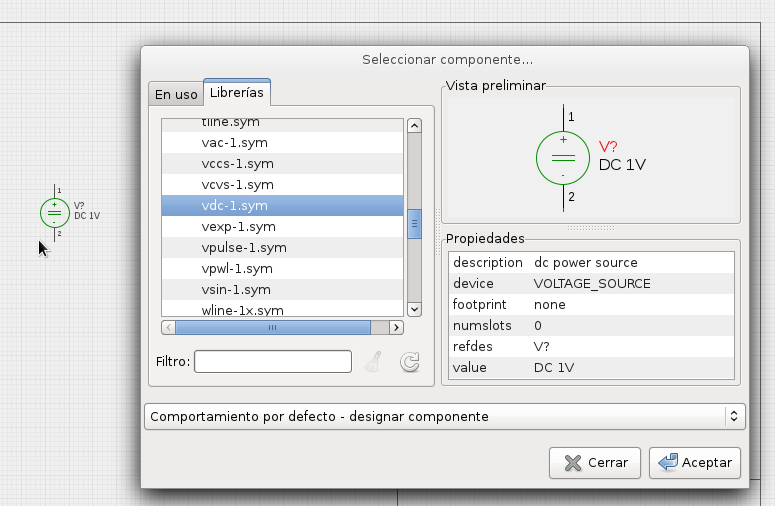 Seleccionar componente...
En uso
Librerías
tline.sym
vac-1.sym
vccs-1.sym
vcvs-1.sym
vdc-1.sym
vexp-1.sym
vpulse-1.sym
vpwl-1.sym
vsin-1.sym
wline-1x.sym
Filtro:
Vista preliminar
1
+
V?
DC 1V
-
2
Propiedades
description dc power source
device VOLTAGE_SOURCE
footprint none
numslots 0
refdes V?
value DC 1V
Comportamiento por defecto - designar componente
Cerrar
Aceptar
1
+
V?
DC 1V
-
2